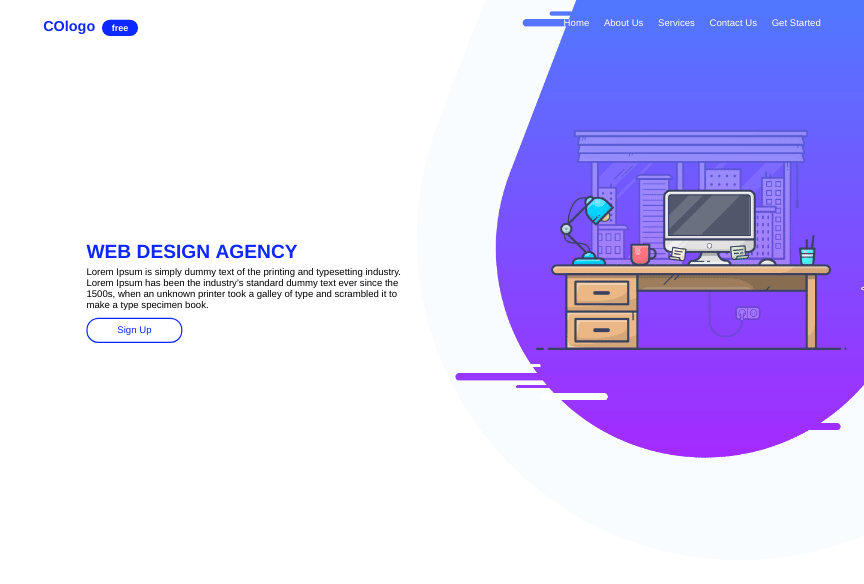 COlogo free
Home About Us Services Contact Us Get Started
WEB DESIGN AGENCY
Lorem Ipsum is simply dummy text of the printing and typesetting industry.
Lorem Ipsum has been the industry's standard dummy text ever since the
1500s, when an unknown printer took a galley of type and scrambled it to
make a type specimen book.
Sign Up